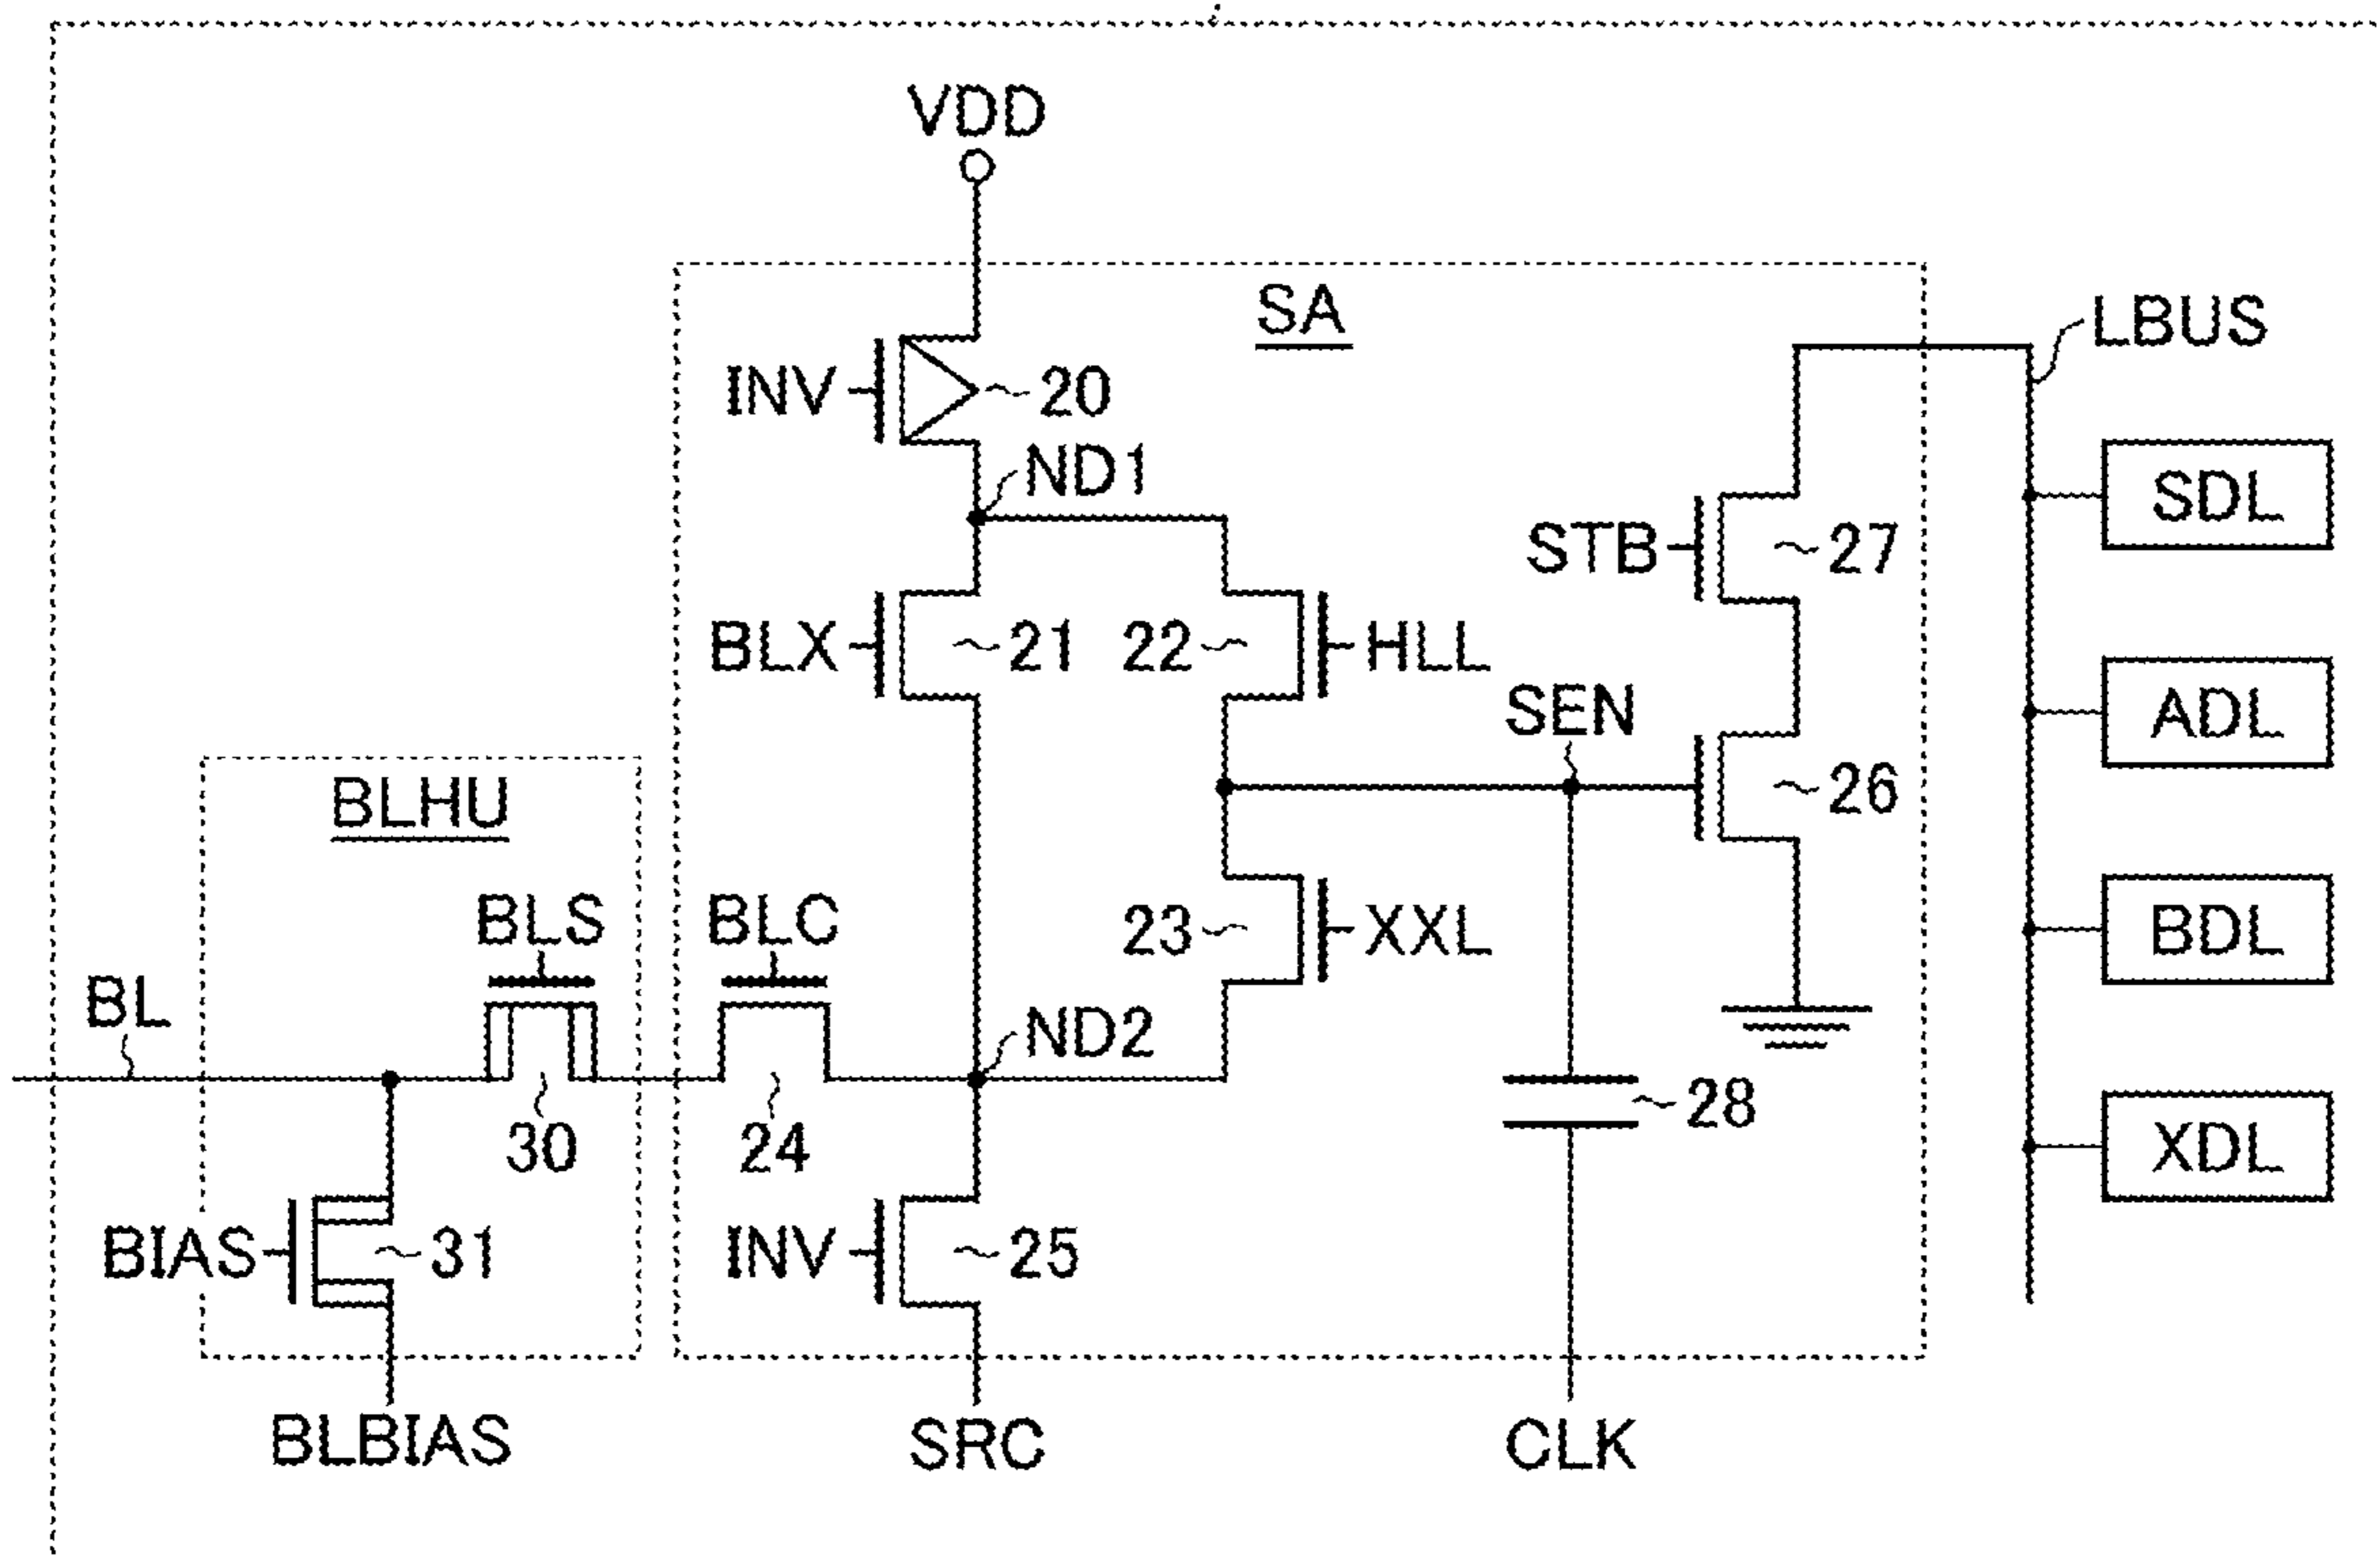 VDD
SA
LBUS
INV
20
ND1
SDL
STB
27
BLX
21
22
HLL
SEN
ADL
BLHU
26
BLS
BLC
23
XXL
BDL
BL
ND2
28
30
24
XDL
BIAS
31
INV
25
BLBIAS
SRC
CLK